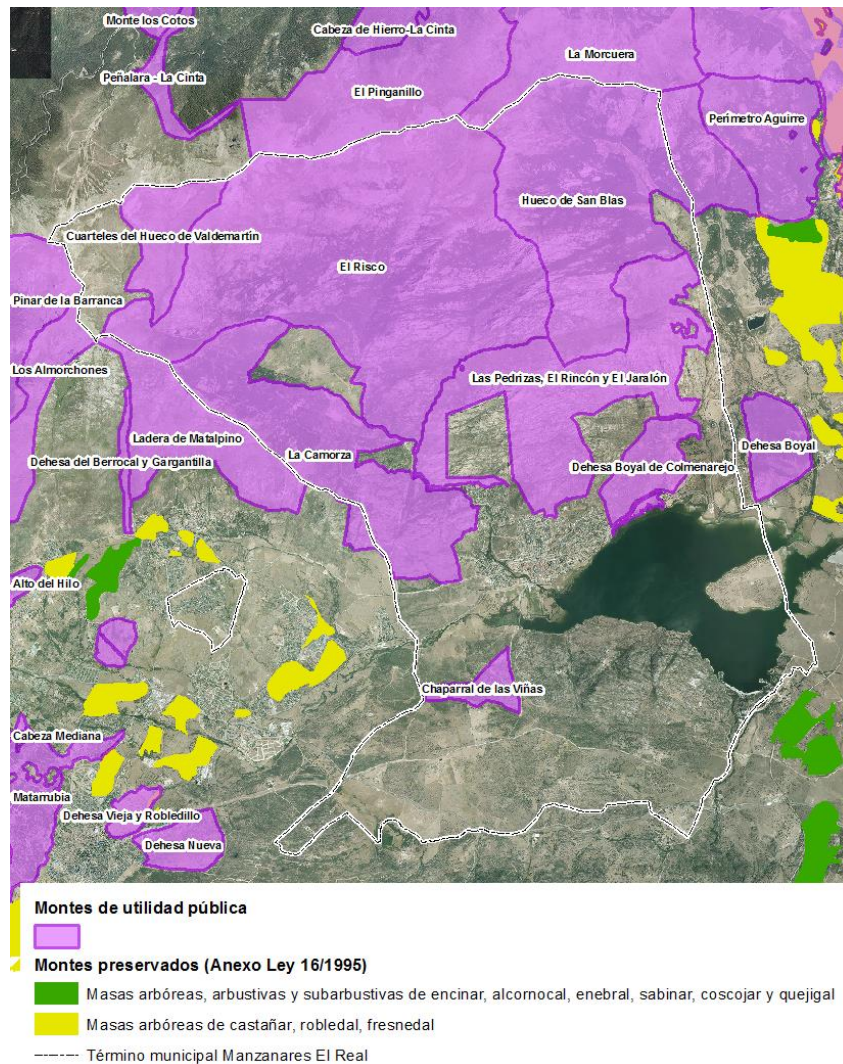 Monte los Cotos
Cabeza de Hierro-La Cinta
La Morcuera
Peñalara - La Cinta
El Pinganillo
Perímetro Aguirre
Hueco de San Blas
Cuarteles del Hueco de Valdemartín
El Risco
Pinar de la Barranca
Los Almorchones
Las Pedrizas, El Rincón y El Jaralón
Ladera de Matalpino
Dehesa Boyal
La Camorza
Dehesa del Berrocal y Gargantilla
Dehesa Boyal de Colmenarejo
Alto del Hilo
Chaparral de las Viñas
Cabeza Mediana
Matarrubia
Dehesa Vieja y Robledillo
Dehesa Nueva
Montes de utilidad pública
Montes preservados (Anexo Ley 16/1995)
Masas arbóreas, arbustivas y subarbustivas de encinar, alcornocal, enebral, sabinar, coscojar y quejigal
Masas arbóreas de castañar, robledal, fresnedal
Término municipal Manzanares El Real